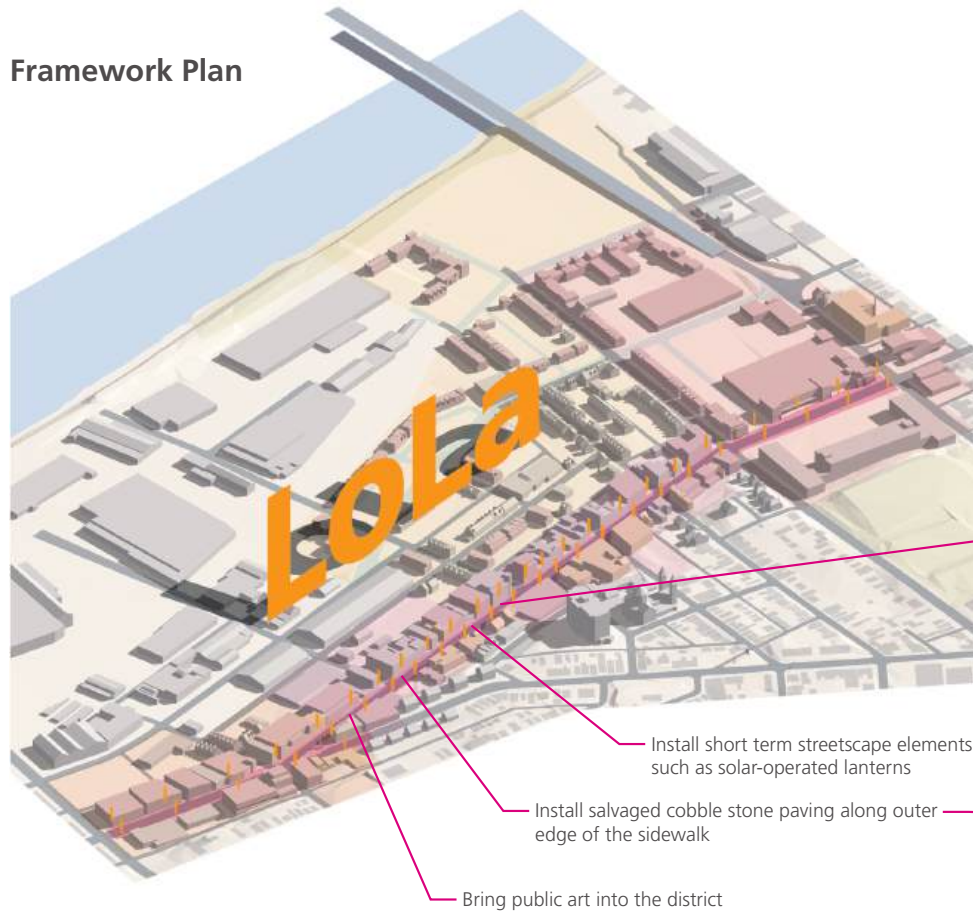 Framework Plan
LoLa
Install short term streetscape elements
such as solar-operated lanterns
Install salvaged cobble stone paving along outer
edge of the sidewalk
Bring public art into the district